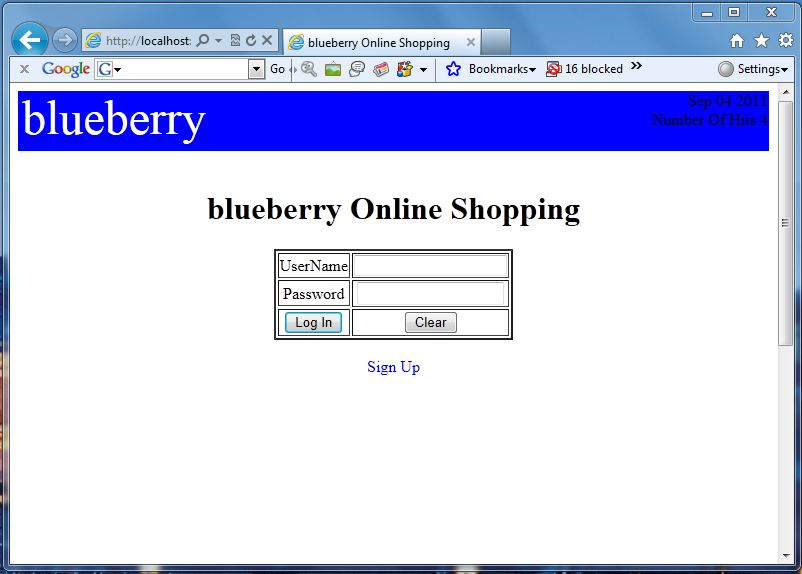 http://localhost:
blueberry Online Shopping
Google
G
Go
Bookmarks
16 blocked
»
Settings
blueberry
Sep 04 2011
Number Of Hits 4
blueberry Online Shopping
UserName
Password
Log In
Clear
Sign Up